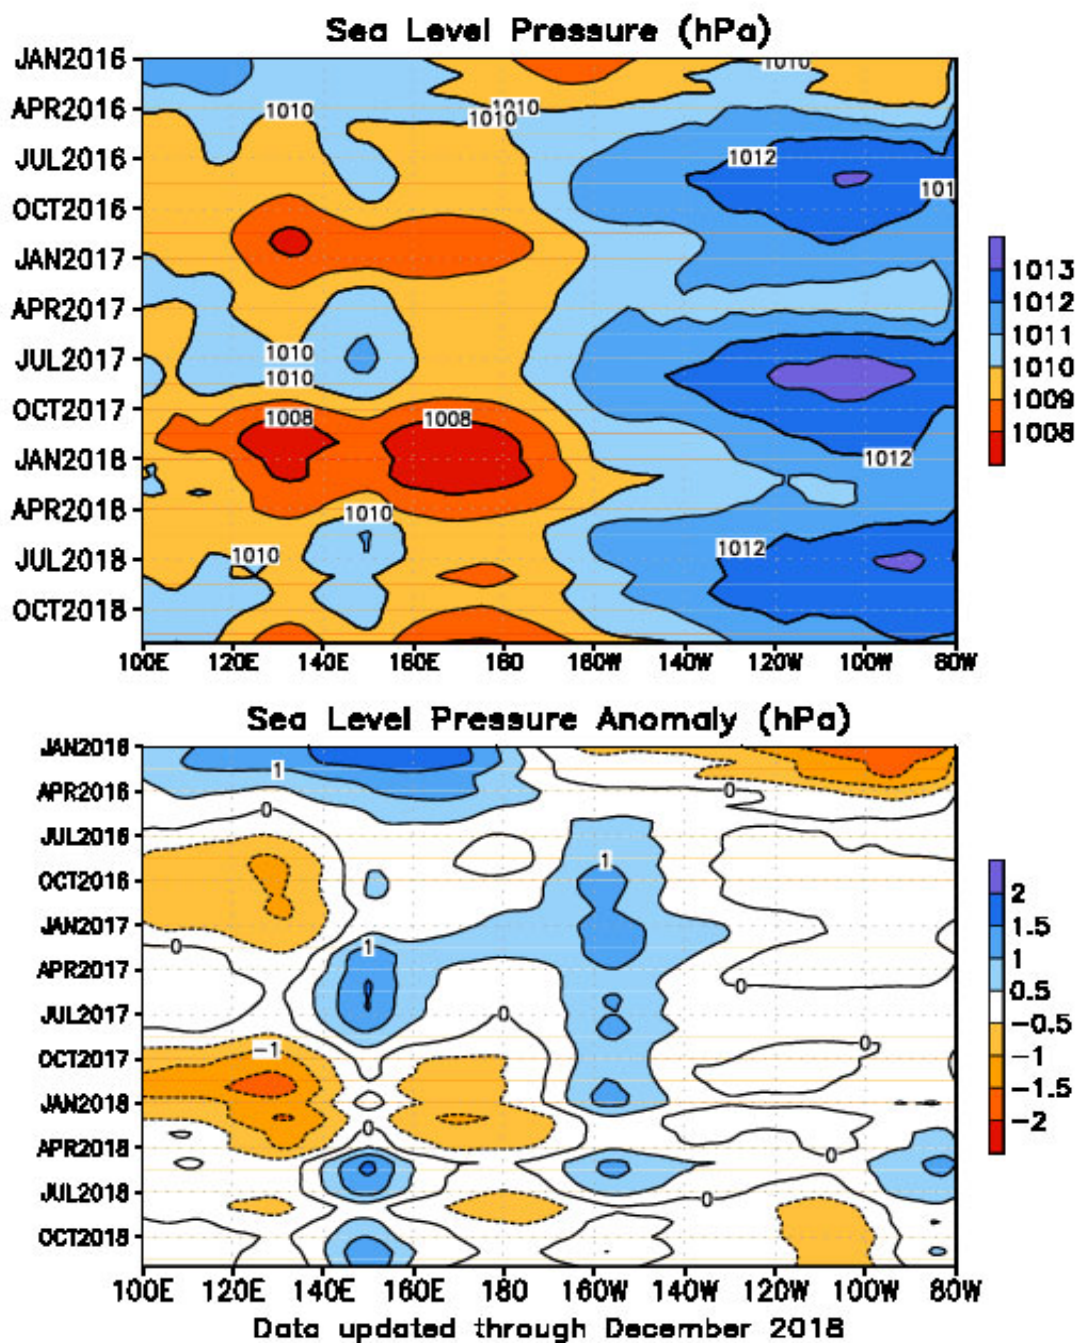 Sea Level Pressure (hPa)
JAN2016
APR2016
JUL2016
OCT2016
JAN2017
APR2017
JUL2017
OCT2017
JAN2018
APR2018
JUL2018
OCT2018
1010
1010
1010
1010
1012
101
1010
1010
1008
1008
1012
1010
1010
1012
1013
1012
1011
1010
1009
1008
100E 120E 140E 160E 180 160W 140W 120W 100W 80W
Sea Level Pressure Anomaly (hPa)
JAN2016
APR2016
JUL2016
OCT2016
JAN2017
APR2017
JUL2017
OCT2017
JAN2018
APR2018
JUL2018
OCT2018
1
0
0
1
0
1
0
0
-1
0
0
0
0
2
1.5
1
0.5
-0.5
-1
-1.5
-2
100E 120E 140E 160E 180 160W 140W 120W 100W 80W
Data updated through December 2018